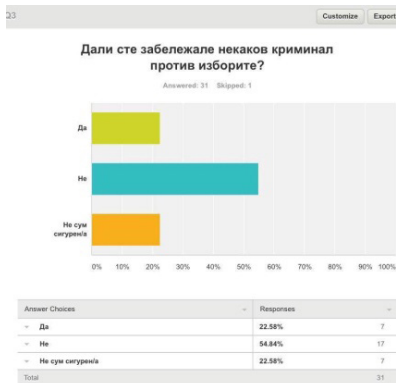 Q3
Customize Export
Дали сте забележале некаков криминал
против изборите?
Answered: 31 Skipped: 1
Да
Не
Не сум
сигурен/а
0% 10% 20% 30% 40% 50% 60% 70% 80% 90% 100%
Answer Choices Responses
Да 22.58% 7
Не 54.84% 17
Не сум сигурен/а 22.58% 7
Total 31